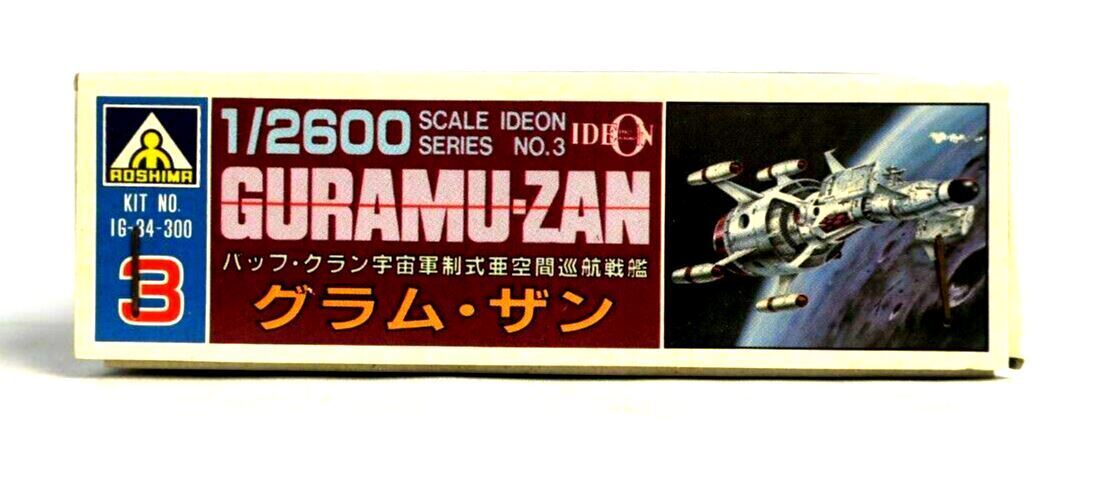 AOSHIMA
KIT NO.
IG-34-300
3
1/2600 SCALE IDEON
SERIES NO.3
IDEON
GURAMU-ZAN
バッフ・クラン宇宙軍制式亜空間巡航戦艦
グラム・ザン